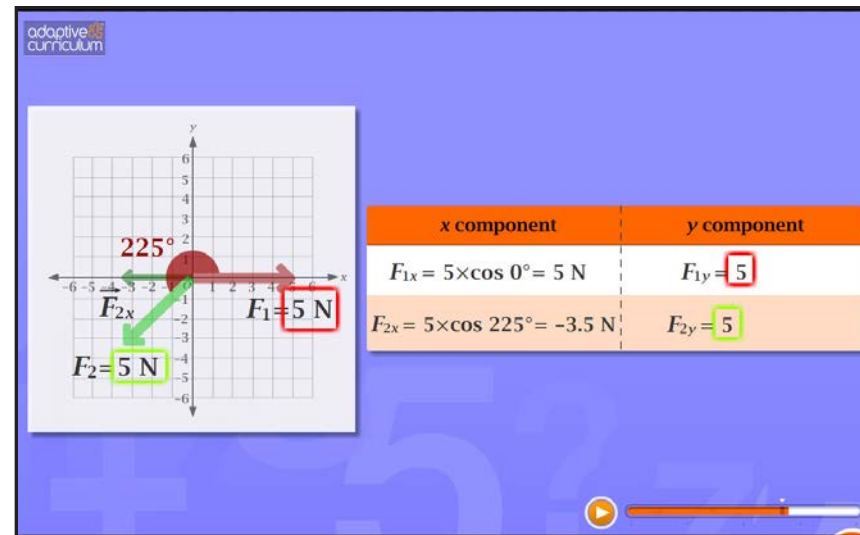 adaptive
curriculum
y
6
5
4
3
2
1
225°
-6 -5 -4 -3 -2 -1 0 1 2 3 4 5 6 x
F₂ₓ
F₁= 5 N
-2
-3
-4
F₂= 5 N
-5
-6
x component y component
F₁ₓ = 5×cos 0°= 5 N F₁y = 5
F₂ₓ = 5×cos 225°= -3.5 N F₂y = 5